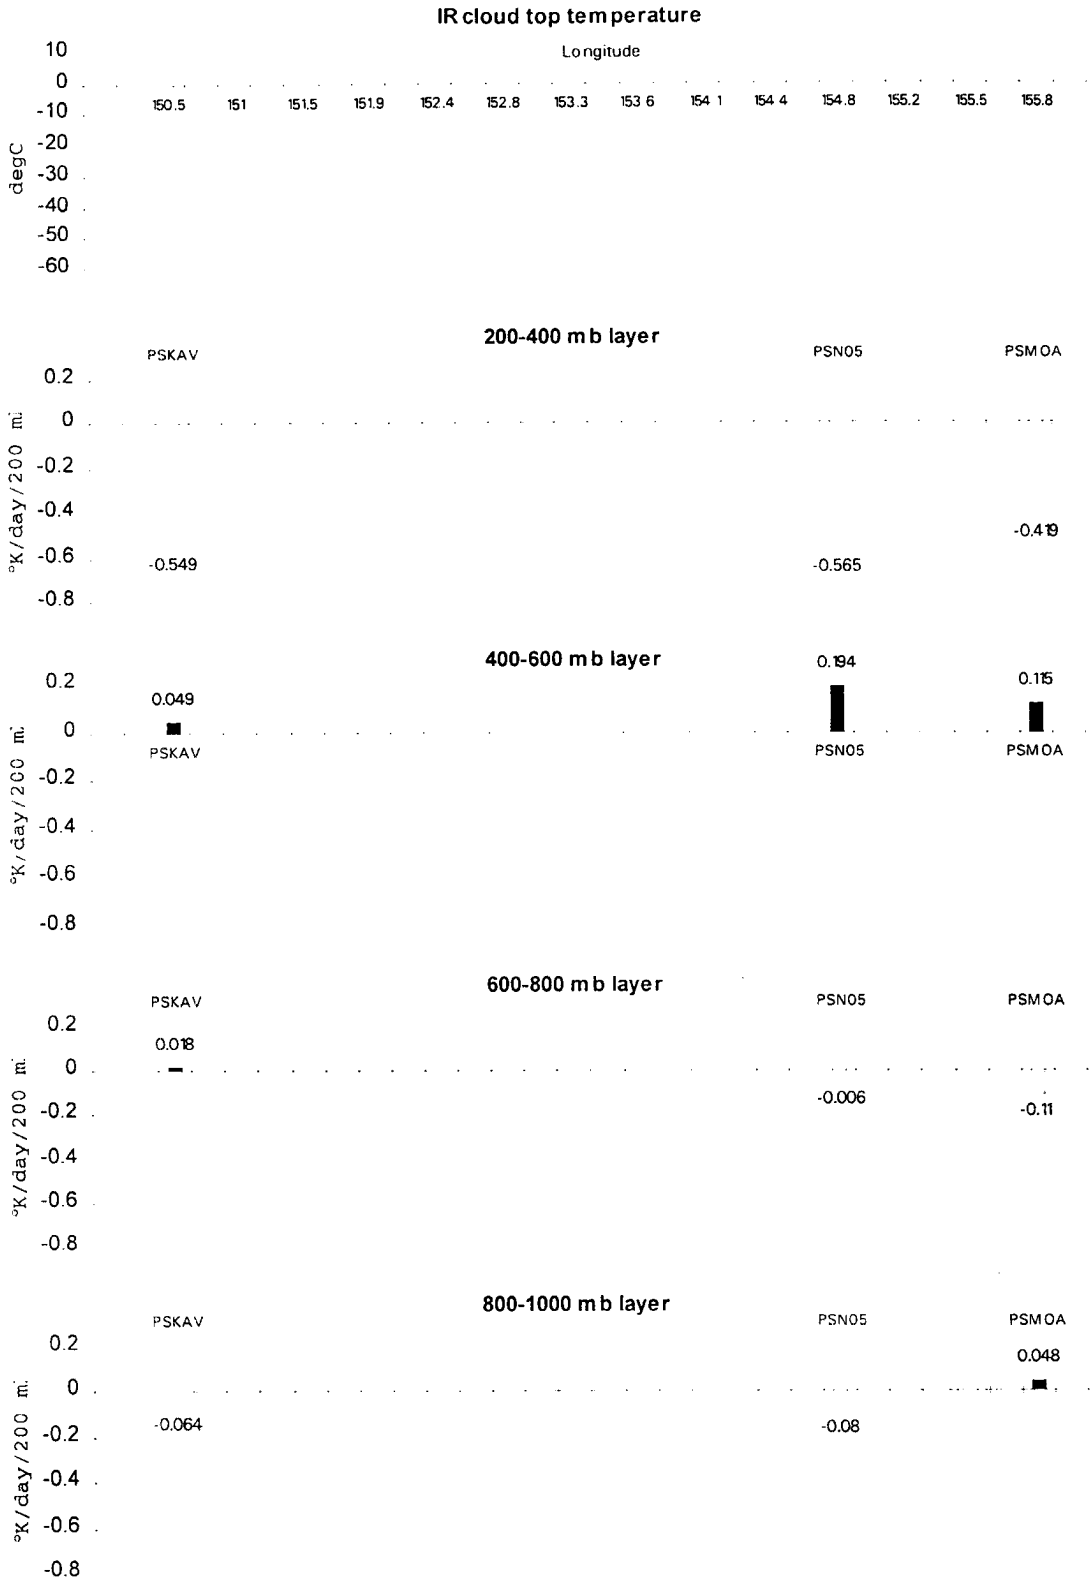 IR cloud top temperature
Longitude
10
0
-10
-20
-30
-40
-50
-60
degC
150.5 151 151.5 151.9 152.4 152.8 153.3 153 6 154 1 154 4 154.8 155.2 155.5 155.8
200-400 mb layer
PSKAV PSN05 PSMOA
0.2
0
-0.2
-0.4
-0.6
-0.8
°K/day/200 m
-0.549 -0.565 -0.419
400-600 mb layer
0.2
0
-0.2
-0.4
-0.6
-0.8
°K/day/200 m
0.049 0.194 0.115
PSKAV PSN05 PSMOA
600-800 mb layer
PSKAV PSN05 PSMOA
0.2
0
-0.2
-0.4
-0.6
-0.8
°K/day/200 m
0.018 -0.006 -0.11
800-1000 mb layer
PSKAV PSN05 PSMOA
0.2
0
-0.2
-0.4
-0.6
-0.8
°K/day/200 m
-0.064 -0.08 0.048